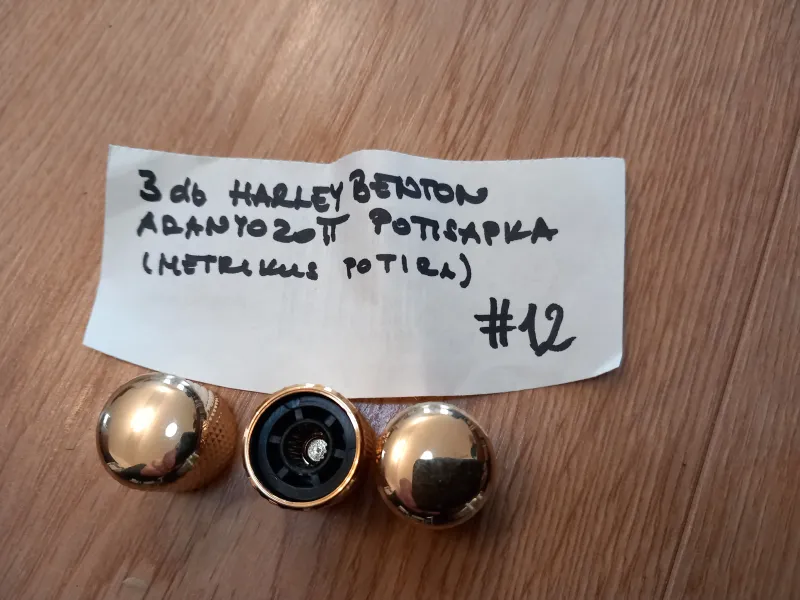 3 db HARLEY BENTON
ARANYOZOTT POTISAPKA
(METRIKUS POTIRA)
#12